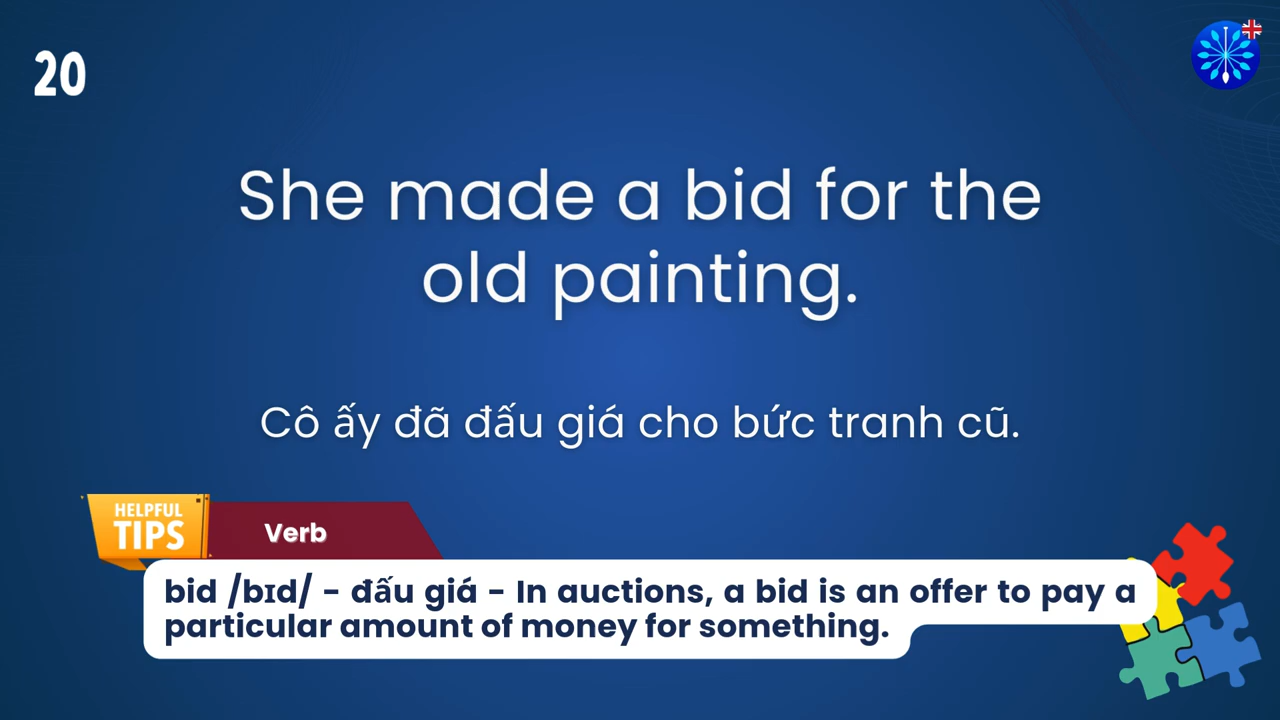 20
She made a bid for the
old painting.
Cô ấy đã đấu giá cho bức tranh cũ.
HELPFUL
TIPS
Verb
bid /bɪd/ - đấu giá - In auctions, a bid is an offer to pay a
particular amount of money for something.